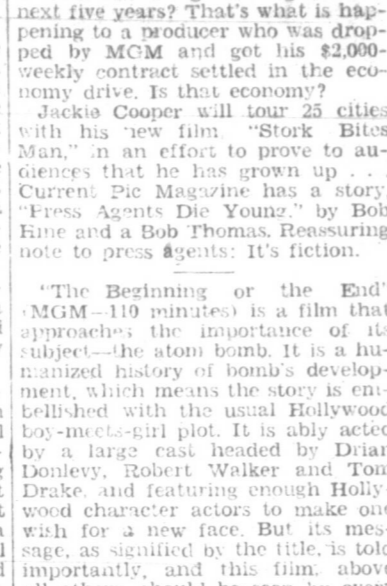 next five years? That's what is hap-
pening to a producer who was drop-
ped by MGM and got his $2,000-
weekly contract settled in the eco-
nomy drive. Is that economy?
Jackie Cooper will tour 25 cities
with his new film, "Stork Bites
Man," in an effort to prove to au-
diences that he has grown up . . .
Current Pic Magazine has a story,
"Press Agents Die Young," by Bob
and a Bob Thomas. Reassuring
note to press agents: It's fiction.
"The Beginning or the End"
(MGM—110 minutes) is a film that
approaches the importance of its
subject—the atom bomb. It is a hu-
manized history of bomb's develop-
ment, which means the story is em-
bellished with the usual Hollywood
boy-meets-girl plot. It is ably acted
by a large cast headed by Drian
Donlevy, Robert Walker and Tom
Drake, and featuring enough Holly-
wood character actors to make one
wish for a new face. But its mes-
sage, as signified by the title, is told
importantly, and this film, above